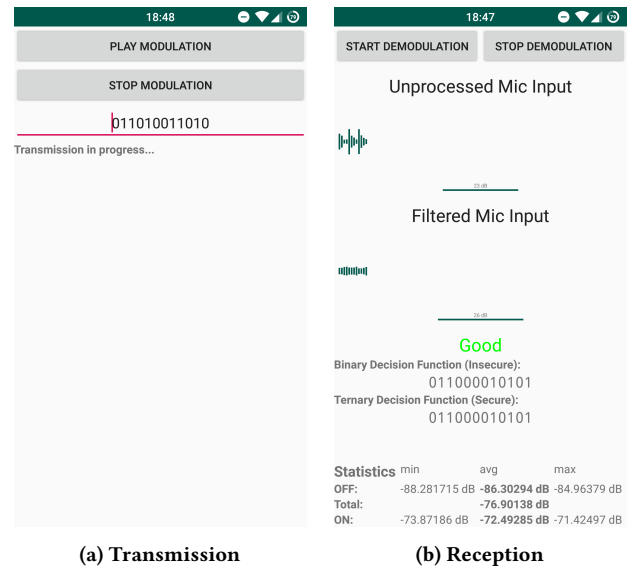 18:48
79
PLAY MODULATION
STOP MODULATION
011010011010
Transmission in progress...
(a) Transmission
18:47
79
START DEMODULATION STOP DEMODULATION
Unprocessed Mic Input
23 dB
Filtered Mic Input
26 dB
Good
Binary Decision Function (Insecure):
011000010101
Ternary Decision Function (Secure):
011000010101
Statistics min avg max
OFF: -88.281715 dB -86.30294 dB -84.96379 dB
Total: -76.90138 dB
ON: -73.87186 dB -72.49285 dB -71.42497 dB
(b) Reception